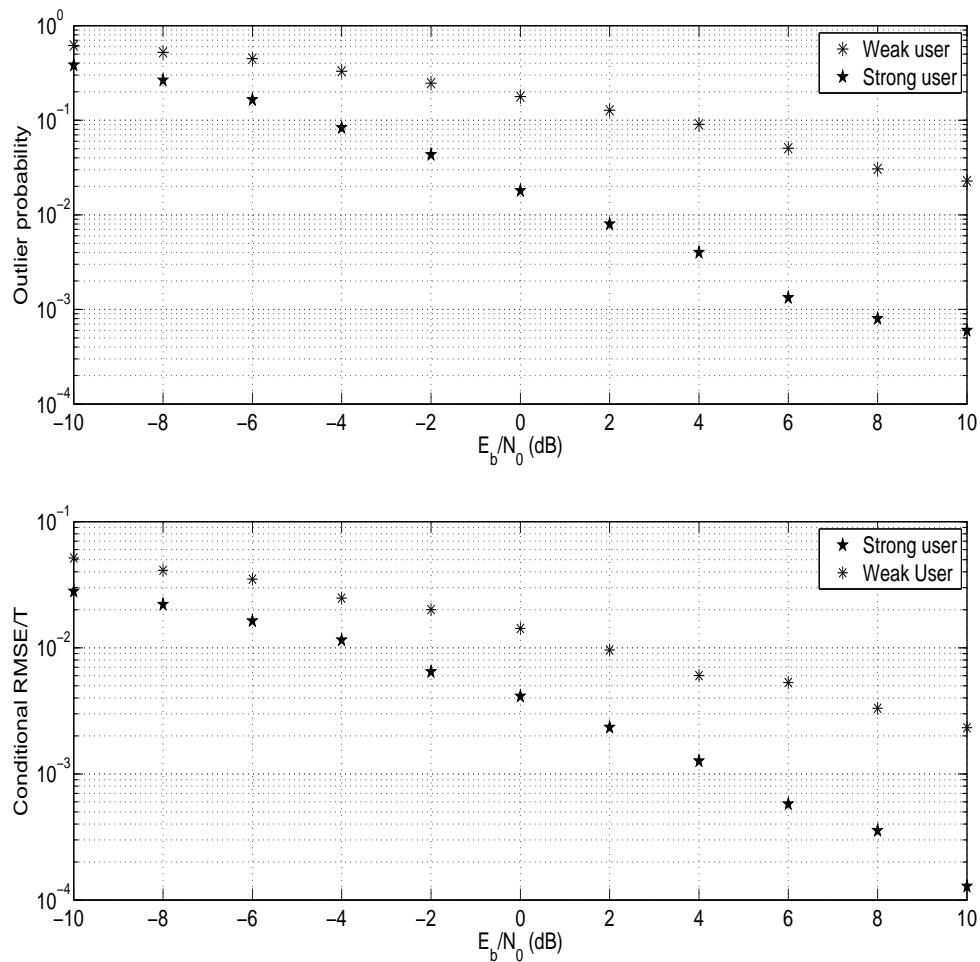 10^0
10^−1
10^−2
10^−3
10^−4
Outlier probability
Weak user
Strong user
−10 −8 −6 −4 −2 0 2 4 6 8 10
E_b/N_0 (dB)
10^−1
10^−2
10^−3
10^−4
Conditional RMSE/T
Strong user
Weak User
−10 −8 −6 −4 −2 0 2 4 6 8 10
E_b/N_0 (dB)